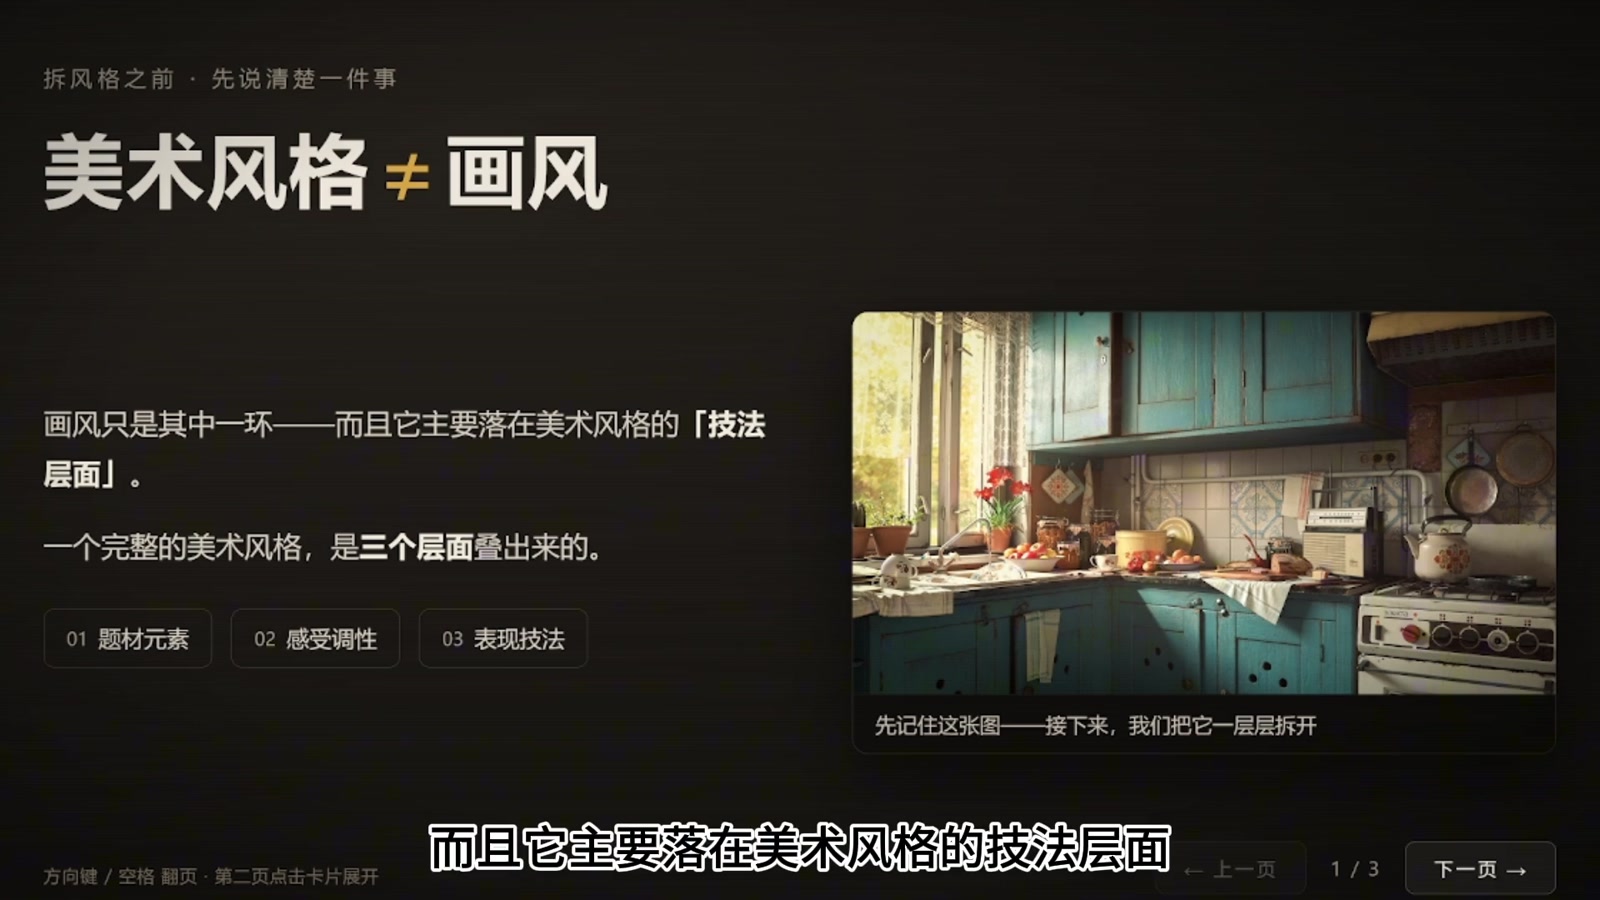 拆风格之前 · 先说清楚一件事
美术风格≠画风
画风只是其中一环——而且它主要落在美术风格的「技法
层面」。
一个完整的美术风格，是三个层面叠出来的。
01 题材元素
02 感受调性
03 表现技法
先记住这张图——接下来，我们把它一层层拆开
而且它主要落在美术风格的技法层面
方向键 / 空格 翻页 · 第二页点击卡片展开
← 上一页
1 / 3
下一页 →